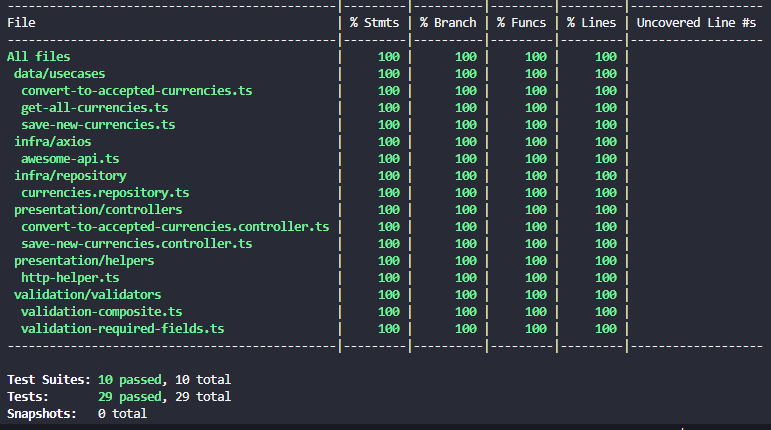 -----------------------------------------------|---------|----------|---------|---------|-------------------
File                                           | % Stmts | % Branch | % Funcs | % Lines | Uncovered Line #s
-----------------------------------------------|---------|----------|---------|---------|-------------------
All files                                      |     100 |      100 |     100 |     100 |
 data/usecases                                 |     100 |      100 |     100 |     100 |
  convert-to-accepted-currencies.ts            |     100 |      100 |     100 |     100 |
  get-all-currencies.ts                        |     100 |      100 |     100 |     100 |
  save-new-currencies.ts                       |     100 |      100 |     100 |     100 |
 infra/axios                                   |     100 |      100 |     100 |     100 |
  awesome-api.ts                               |     100 |      100 |     100 |     100 |
 infra/repository                              |     100 |      100 |     100 |     100 |
  currencies.repository.ts                     |     100 |      100 |     100 |     100 |
 presentation/controllers                      |     100 |      100 |     100 |     100 |
  convert-to-accepted-currencies.controller.ts |     100 |      100 |     100 |     100 |
  save-new-currencies.controller.ts            |     100 |      100 |     100 |     100 |
 presentation/helpers                          |     100 |      100 |     100 |     100 |
  http-helper.ts                               |     100 |      100 |     100 |     100 |
 validation/validators                         |     100 |      100 |     100 |     100 |
  validation-composite.ts                      |     100 |      100 |     100 |     100 |
  validation-required-fields.ts                |     100 |      100 |     100 |     100 |
-----------------------------------------------|---------|----------|---------|---------|-------------------
Test Suites: 10 passed, 10 total
Tests:       29 passed, 29 total
Snapshots:   0 total